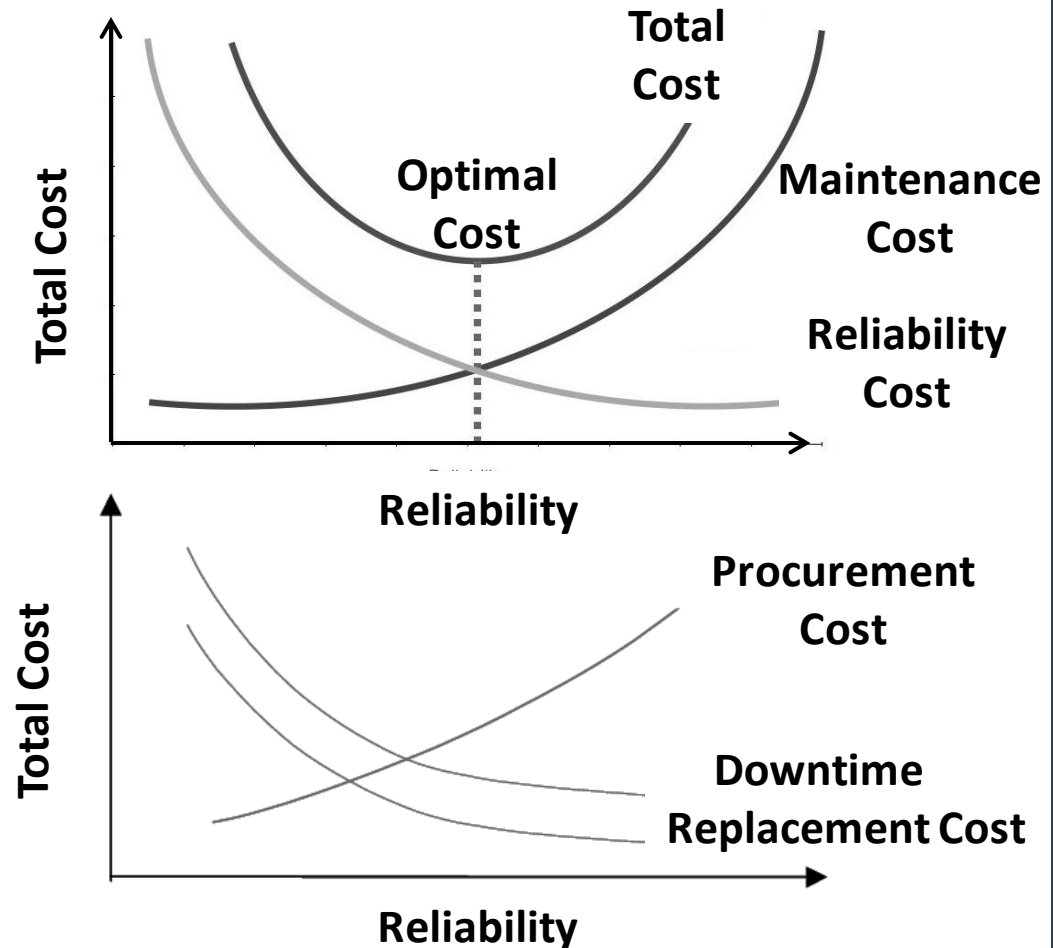 Total
Cost
Optimal
Cost
Maintenance
Cost
Reliability
Cost
Total Cost
Reliability
Procurement
Cost
Downtime
Replacement Cost
Total Cost
Reliability